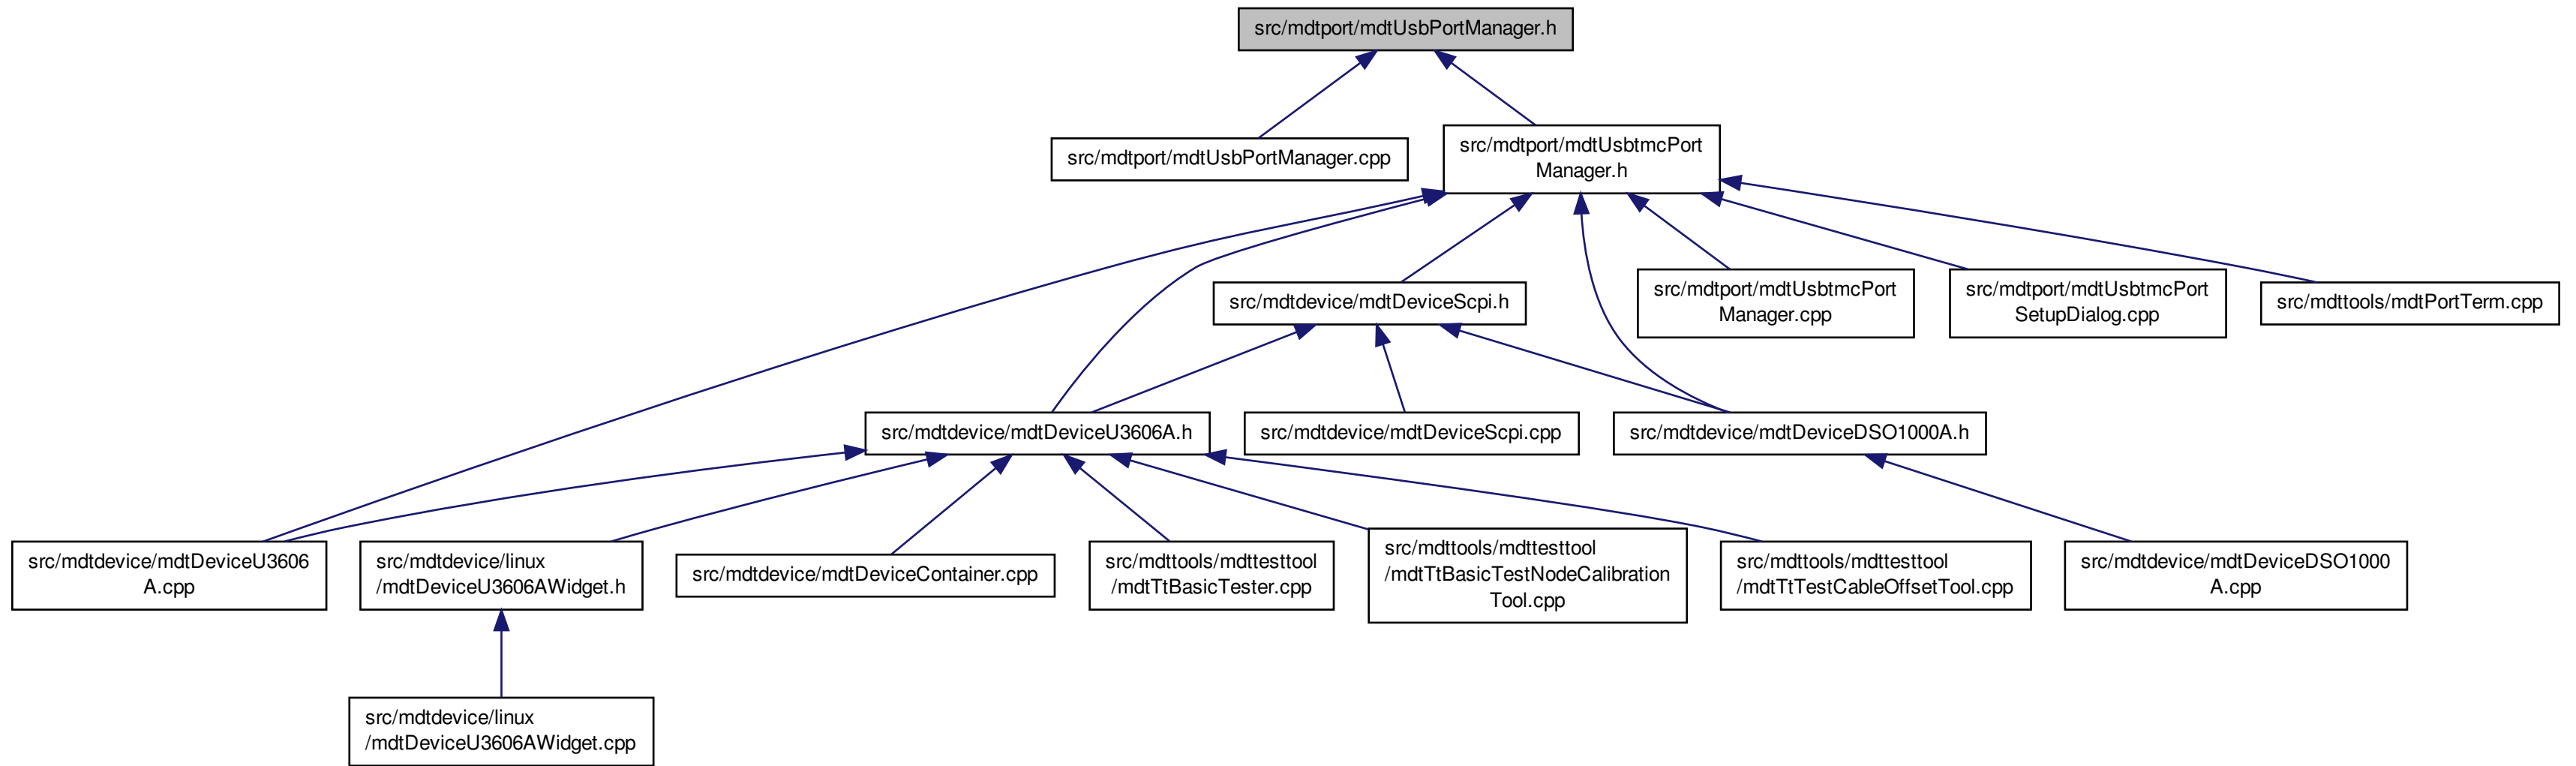 src/mdtport/mdtUsbPortManager.h
src/mdtport/mdtUsbPortManager.cpp
src/mdtport/mdtUsbtmcPort
Manager.h
src/mdtdevice/mdtDeviceScpi.h
src/mdtport/mdtUsbtmcPort
Manager.cpp
src/mdtport/mdtUsbtmcPort
SetupDialog.cpp
src/mdttools/mdtPortTerm.cpp
src/mdtdevice/mdtDeviceU3606A.h
src/mdtdevice/mdtDeviceScpi.cpp
src/mdtdevice/mdtDeviceDSO1000A.h
src/mdtdevice/mdtDeviceU3606
A.cpp
src/mdtdevice/linux
/mdtDeviceU3606AWidget.h
src/mdtdevice/mdtDeviceContainer.cpp
src/mdttools/mdttesttool
/mdtTtBasicTester.cpp
src/mdttools/mdttesttool
/mdtTtBasicTestNodeCalibration
Tool.cpp
src/mdttools/mdttesttool
/mdtTtTestCableOffsetTool.cpp
src/mdtdevice/mdtDeviceDSO1000
A.cpp
src/mdtdevice/linux
/mdtDeviceU3606AWidget.cpp